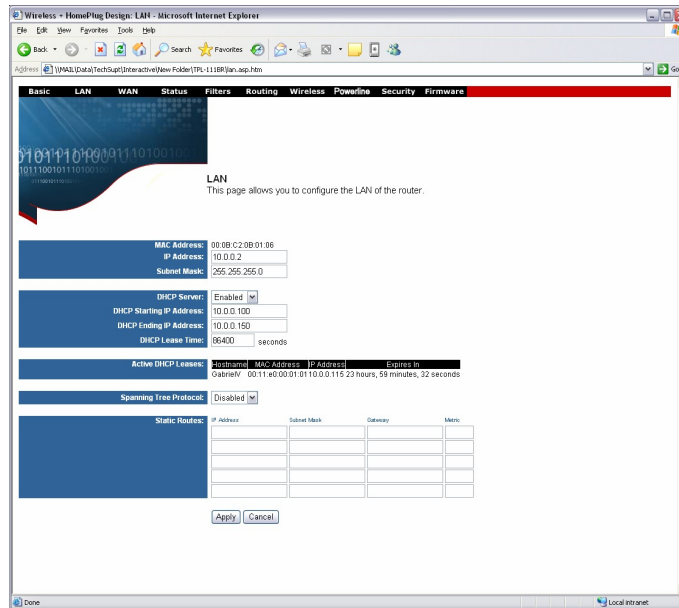 Wireless + HomePlug Design: LAN - Microsoft Internet Explorer
File Edit View Favorites Tools Help
Back Search Favorites
Address \\MAIL\Data\TechSupt\Interactive\New Folder\TPL-111BR\lan.asp.htm Go
Basic LAN WAN Status Filters Routing Wireless Powerline Security Firmware
LAN
This page allows you to configure the LAN of the router.
MAC Address: 00:0B:C2:0B:01:06
IP Address: 10.0.0.2
Subnet Mask: 255.255.255.0
DHCP Server: Enabled
DHCP Starting IP Address: 10.0.0.100
DHCP Ending IP Address: 10.0.0.150
DHCP Lease Time: 86400 seconds
Active DHCP Leases: Hostname MAC Address IP Address Expires In
GabrielV 00:11:e0:00:01:01 10.0.0.115 23 hours, 59 minutes, 32 seconds
Spanning Tree Protocol: Disabled
Static Routes: IP Address Subnet Mask Gateway Metric
Apply Cancel
Done Local intranet